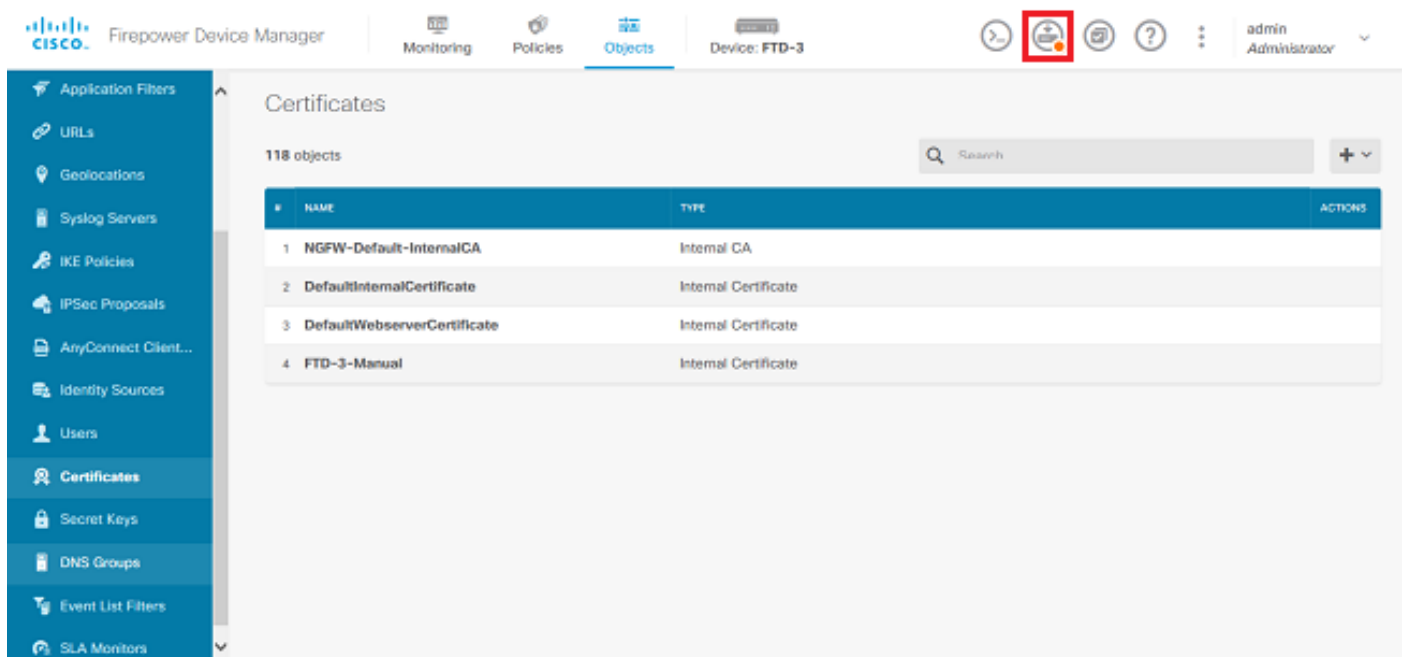 CISCO. Firepower Device Manager Monitoring Policies Objects Device: FTD-3 >_ ? admin
Administrator
Application Filters
URLs
Geolocations
Syslog Servers
IKE Policies
IPSec Proposals
AnyConnect Client...
Identity Sources
Users
Certificates
Secret Keys
DNS Groups
Event List Filters
SLA Monitors
Certificates
118 objects Search
# NAME TYPE ACTIONS
1 NGFW-Default-InternalCA Internal CA
2 DefaultInternalCertificate Internal Certificate
3 DefaultWebserverCertificate Internal Certificate
4 FTD-3-Manual Internal Certificate